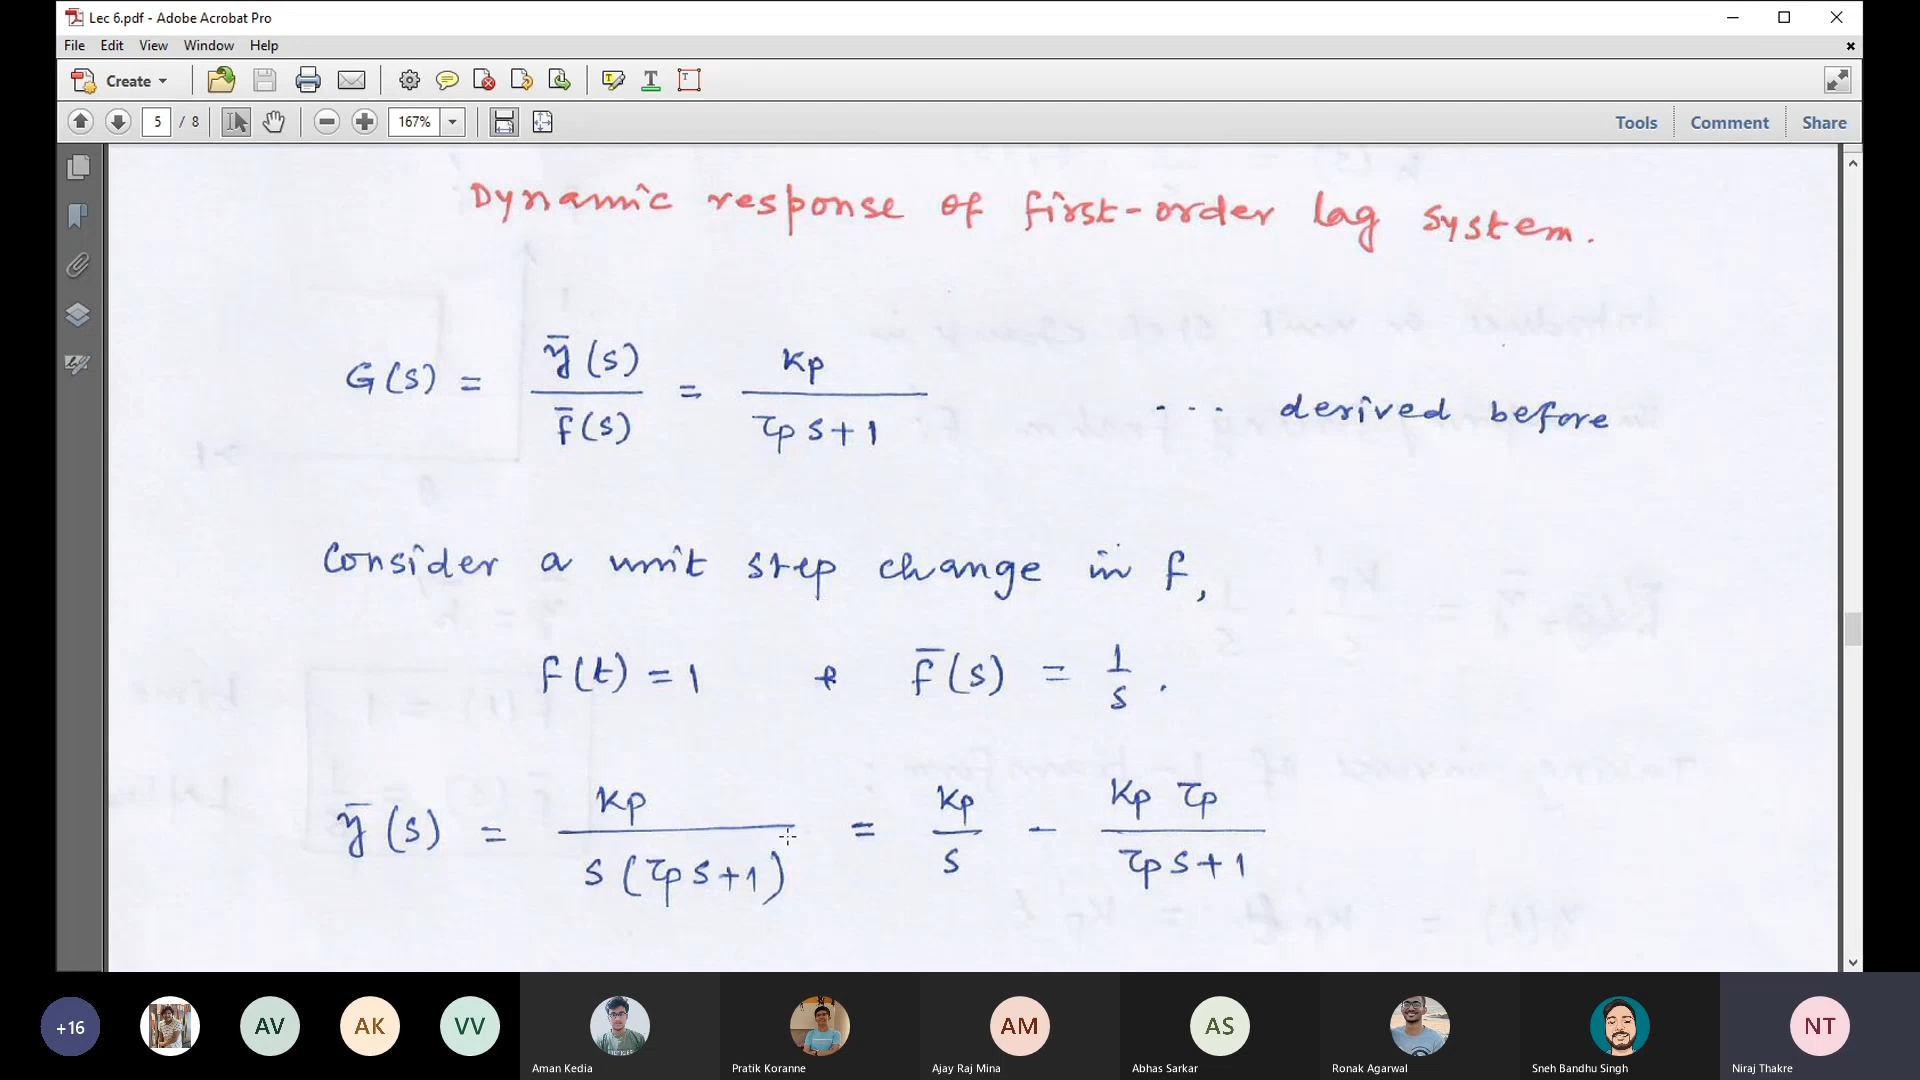 Lec 6.pdf - Adobe Acrobat Pro
File Edit View Window Help
Create
5 / 8 167% Tools Comment Share
Dynamic response of first-order lag system.
G(s) = ȳ(s) / f̄(s) = Kp / (τp s+1) ... derived before
Consider a unit step change in f,
f(t) = 1 & f̄(s) = 1/s .
ȳ(s) = Kp / s(τp s+1) = Kp / s - Kp τp / (τp s+1)
+16 AV AK VV AM AS NT
Aman Kedia Pratik Koranne Ajay Raj Mina Abhas Sarkar Ronak Agarwal Sneh Bandhu Singh Niraj Thakre